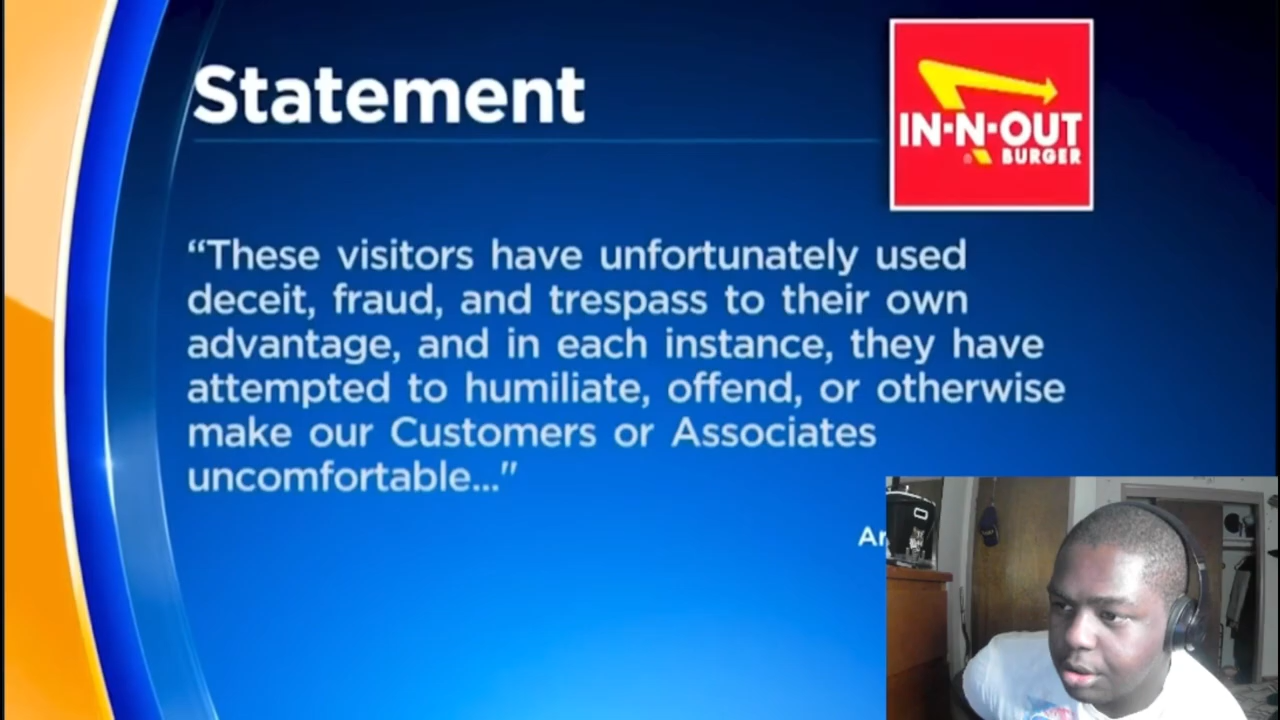 Statement
IN-N-OUT
BURGER
“These visitors have unfortunately used
deceit, fraud, and trespass to their own
advantage, and in each instance, they have
attempted to humiliate, offend, or otherwise
make our Customers or Associates
uncomfortable..."